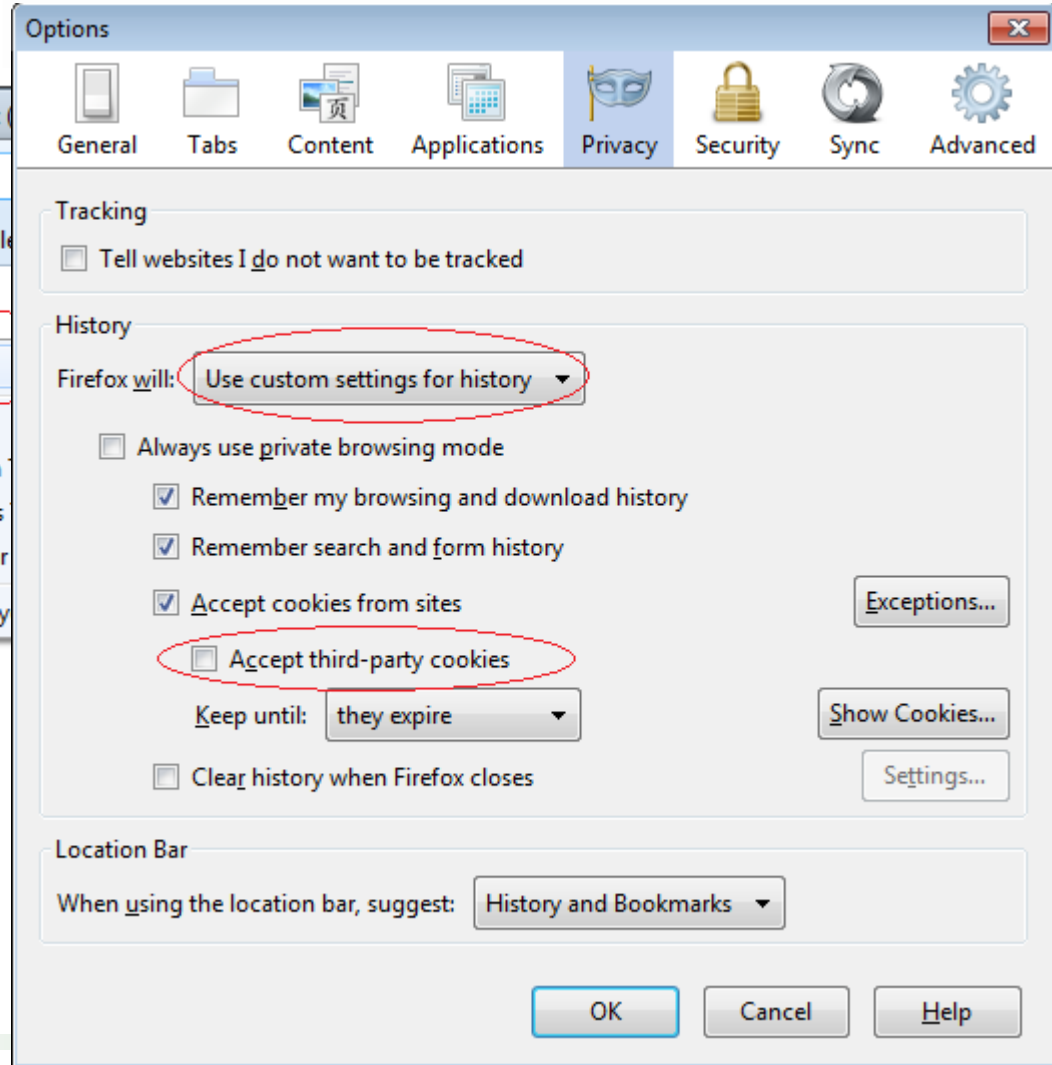 Options
页
General Tabs Content Applications Privacy Security Sync Advanced
Tracking
Tell websites I do not want to be tracked
History
Firefox will: Use custom settings for history
Always use private browsing mode
Remember my browsing and download history
Remember search and form history
Accept cookies from sites Exceptions...
Accept third-party cookies
Keep until: they expire Show Cookies...
Clear history when Firefox closes Settings...
Location Bar
When using the location bar, suggest: History and Bookmarks
OK Cancel Help